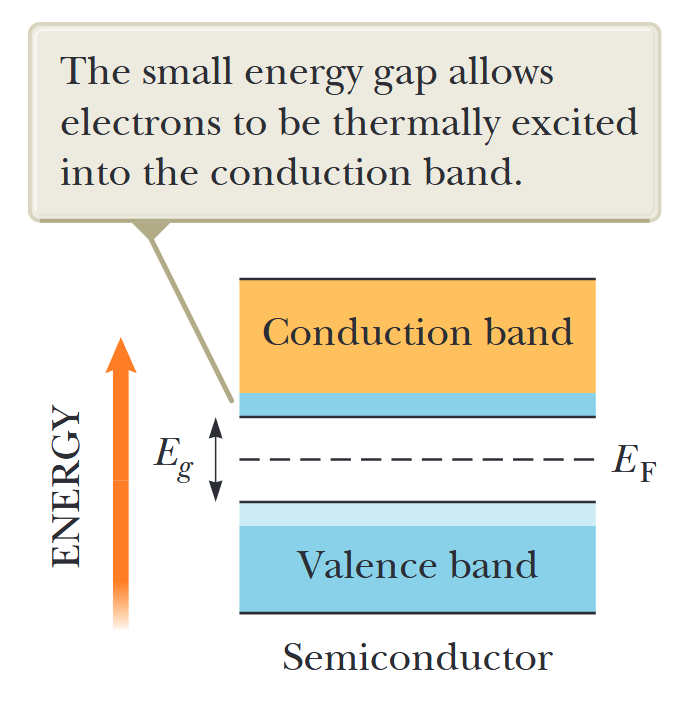 The small energy gap allows
electrons to be thermally excited
into the conduction band.
Conduction band
ENERGY
E_g
E_F
Valence band
Semiconductor